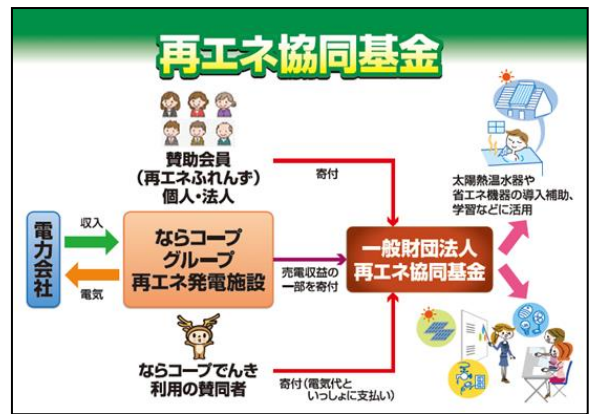 再エネ協同基金
賛助会員
(再エネふれんず)
個人・法人
寄付
太陽熱温水器や
省エネ機器の導入補助、
学習などに活用
電力会社
収入
電気
ならコープ
グループ
再エネ発電施設
売電収益の
一部を寄付
一般財団法人
再エネ協同基金
ならコープでんき
利用の賛同者
寄付(電気代と
いっしょに支払い)